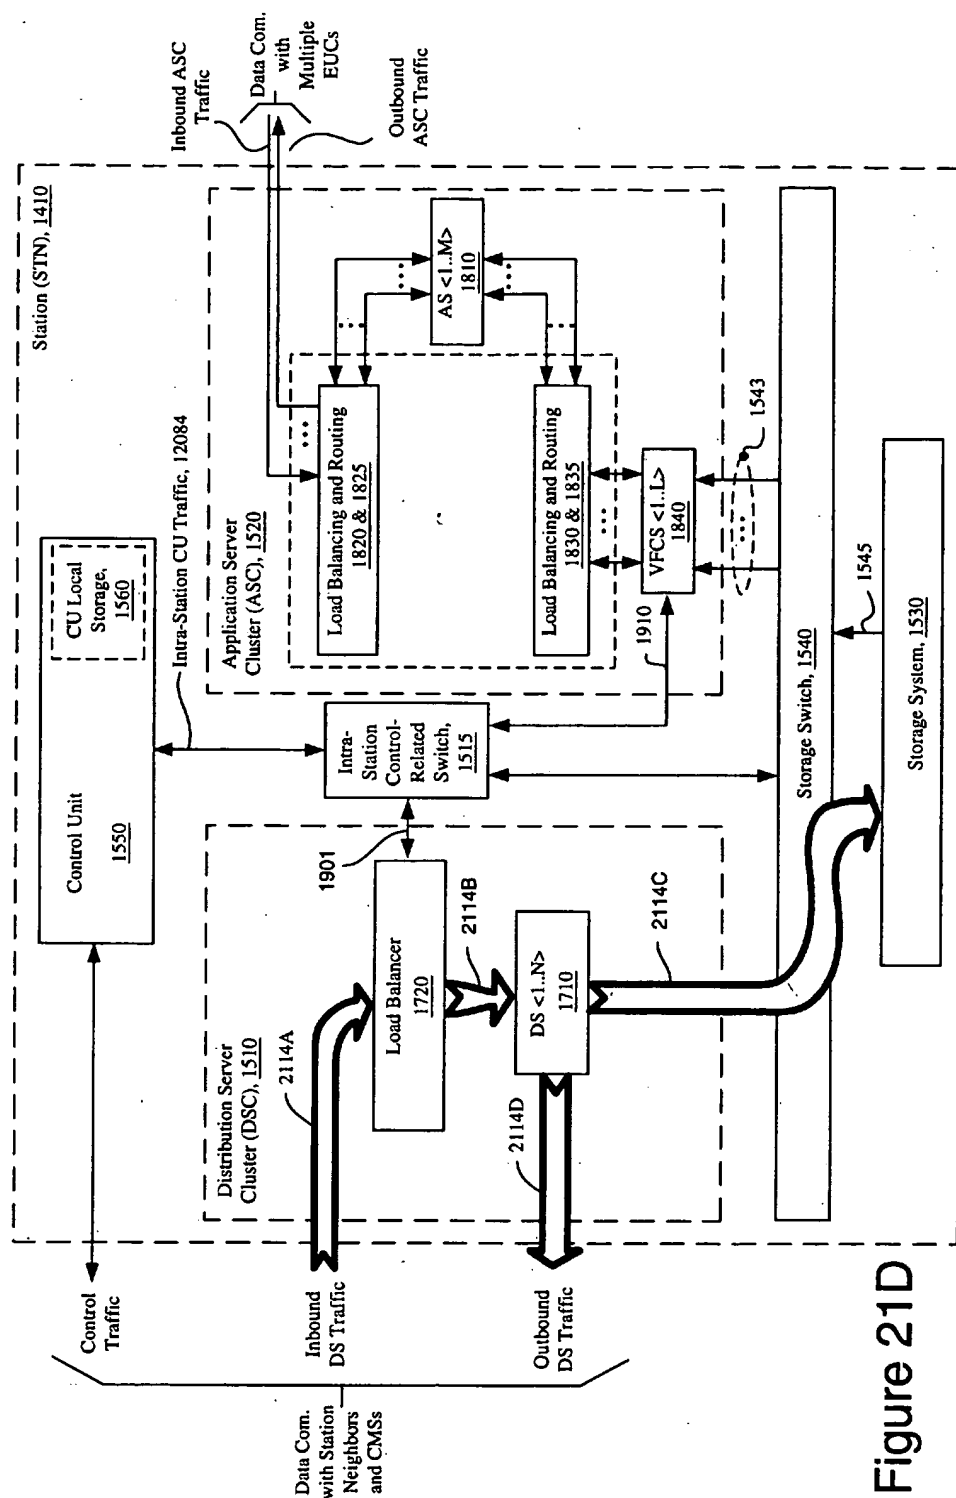 Data Com.
with Station
Neighbors
and CMSs
Control
Traffic
Inbound
DS Traffic
Outbound
DS Traffic
Station (STN), 1410
Control Unit
1550
CU Local
Storage,
1560
Intra-Station CU Traffic, 12084
Distribution Server
Cluster (DSC), 1510
2114A
Load Balancer
1720
2114B
DS <1..N>
1710
2114C
2114D
1901
Intra-
Station
Control-
Related
Switch,
1515
1910
Application Server
Cluster (ASC), 1520
Load Balancing and Routing
1820 & 1825
Load Balancing and Routing
1830 & 1835
AS <1..M>
1810
VFCS <1..L>
1840
1543
Storage Switch, 1540
1545
Storage System, 1530
Inbound ASC
Traffic
Data Com.
with
Multiple
EUCs
Outbound
ASC Traffic
Figure 21D